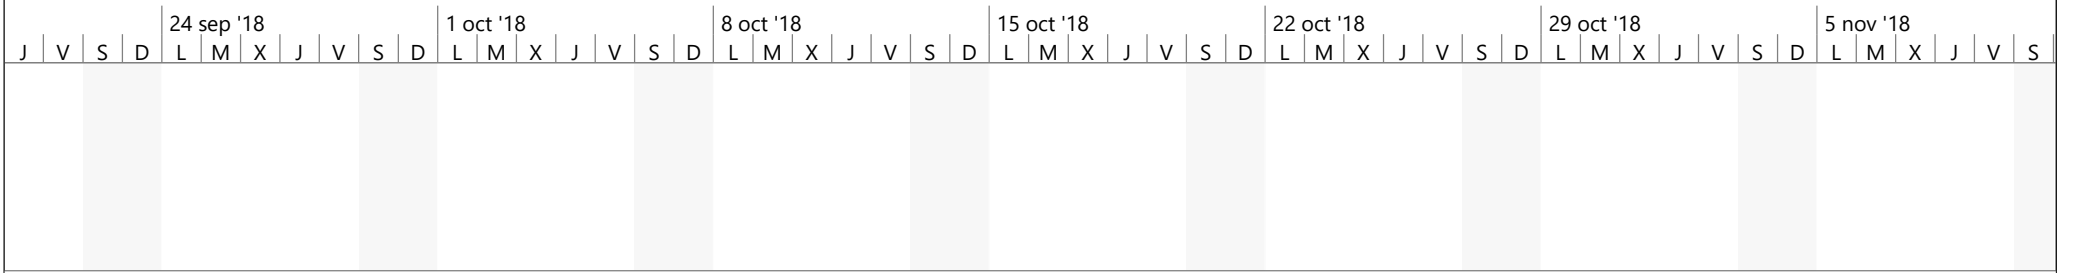 24 sep '18 1 oct '18 8 oct '18 15 oct '18 22 oct '18 29 oct '18 5 nov '18
J V S D L M X J V S D L M X J V S D L M X J V S D L M X J V S D L M X J V S D L M X J V S D L M X J V S